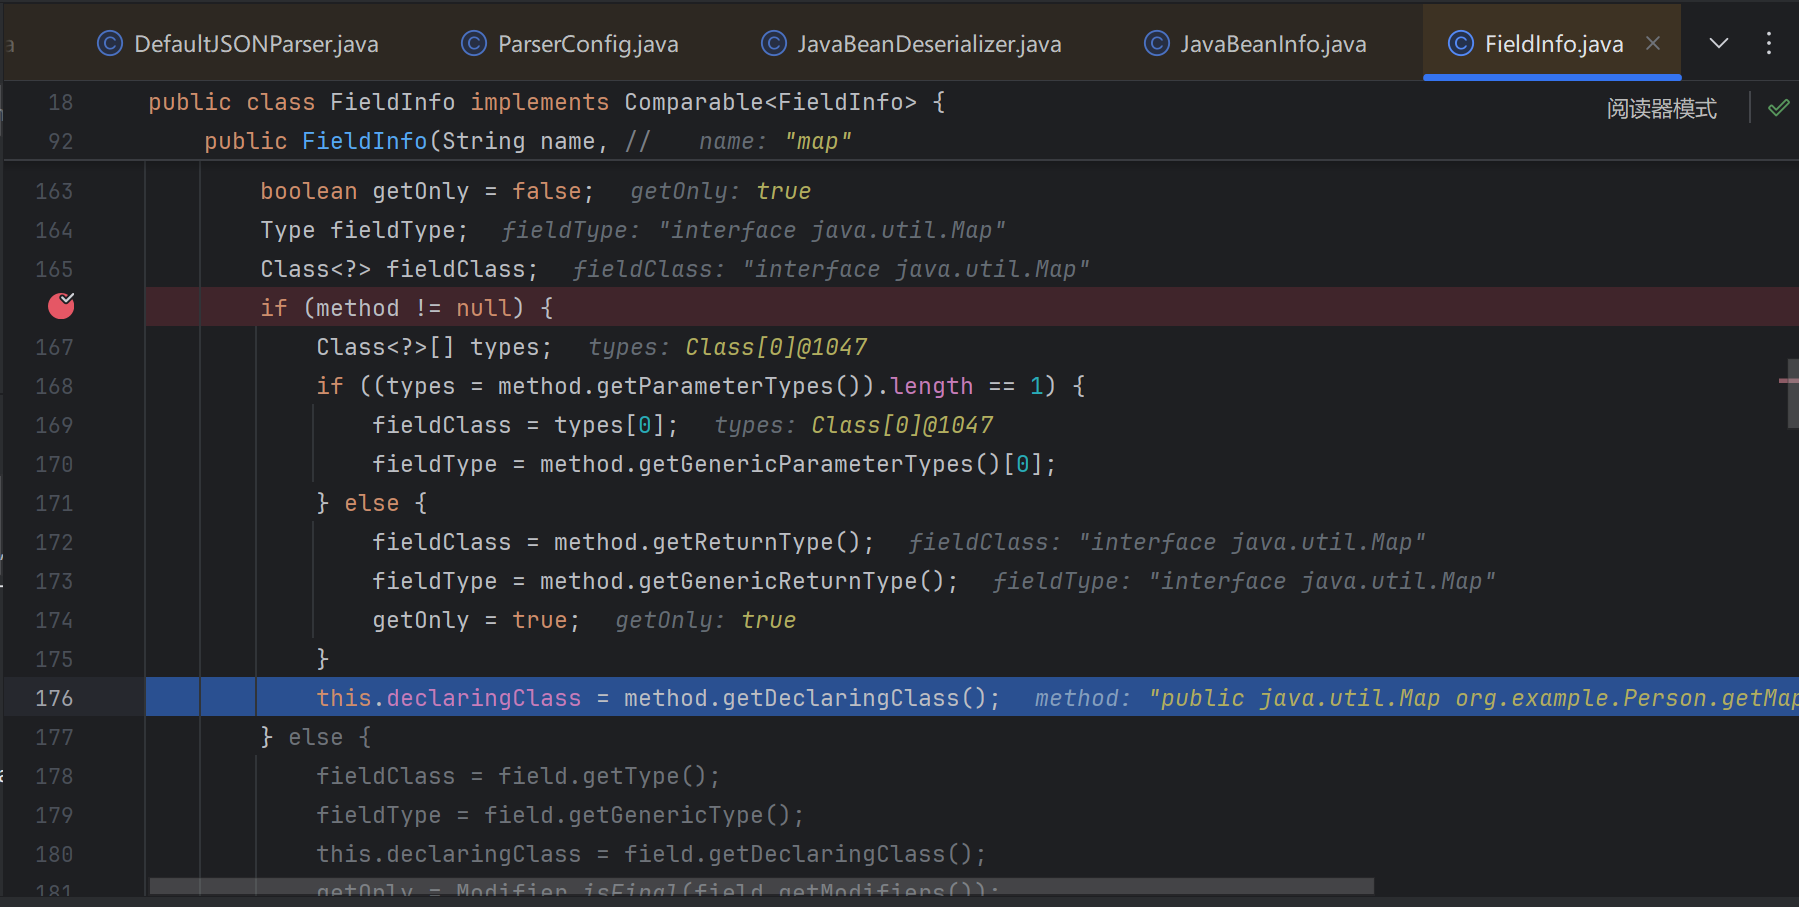 a DefaultJSONParser.java ParserConfig.java JavaBeanDeserializer.java JavaBeanInfo.java FieldInfo.java
18 public class FieldInfo implements Comparable<FieldInfo> {
阅读器模式
92 public FieldInfo(String name, // name: "map"
163 boolean getOnly = false; getOnly: true
164 Type fieldType; fieldType: "interface java.util.Map"
165 Class<?> fieldClass; fieldClass: "interface java.util.Map"
if (method != null) {
167 Class<?>[] types; types: Class[0]@1047
168 if ((types = method.getParameterTypes()).length == 1) {
169 fieldClass = types[0]; types: Class[0]@1047
170 fieldType = method.getGenericParameterTypes()[0];
171 } else {
172 fieldClass = method.getReturnType(); fieldClass: "interface java.util.Map"
173 fieldType = method.getGenericReturnType(); fieldType: "interface java.util.Map"
174 getOnly = true; getOnly: true
175 }
176 this.declaringClass = method.getDeclaringClass(); method: "public java.util.Map org.example.Person.getMap
177 } else {
178 fieldClass = field.getType();
179 fieldType = field.getGenericType();
180 this.declaringClass = field.getDeclaringClass();
181 getOnly = Modifier.isFinal(field.getModifiers());